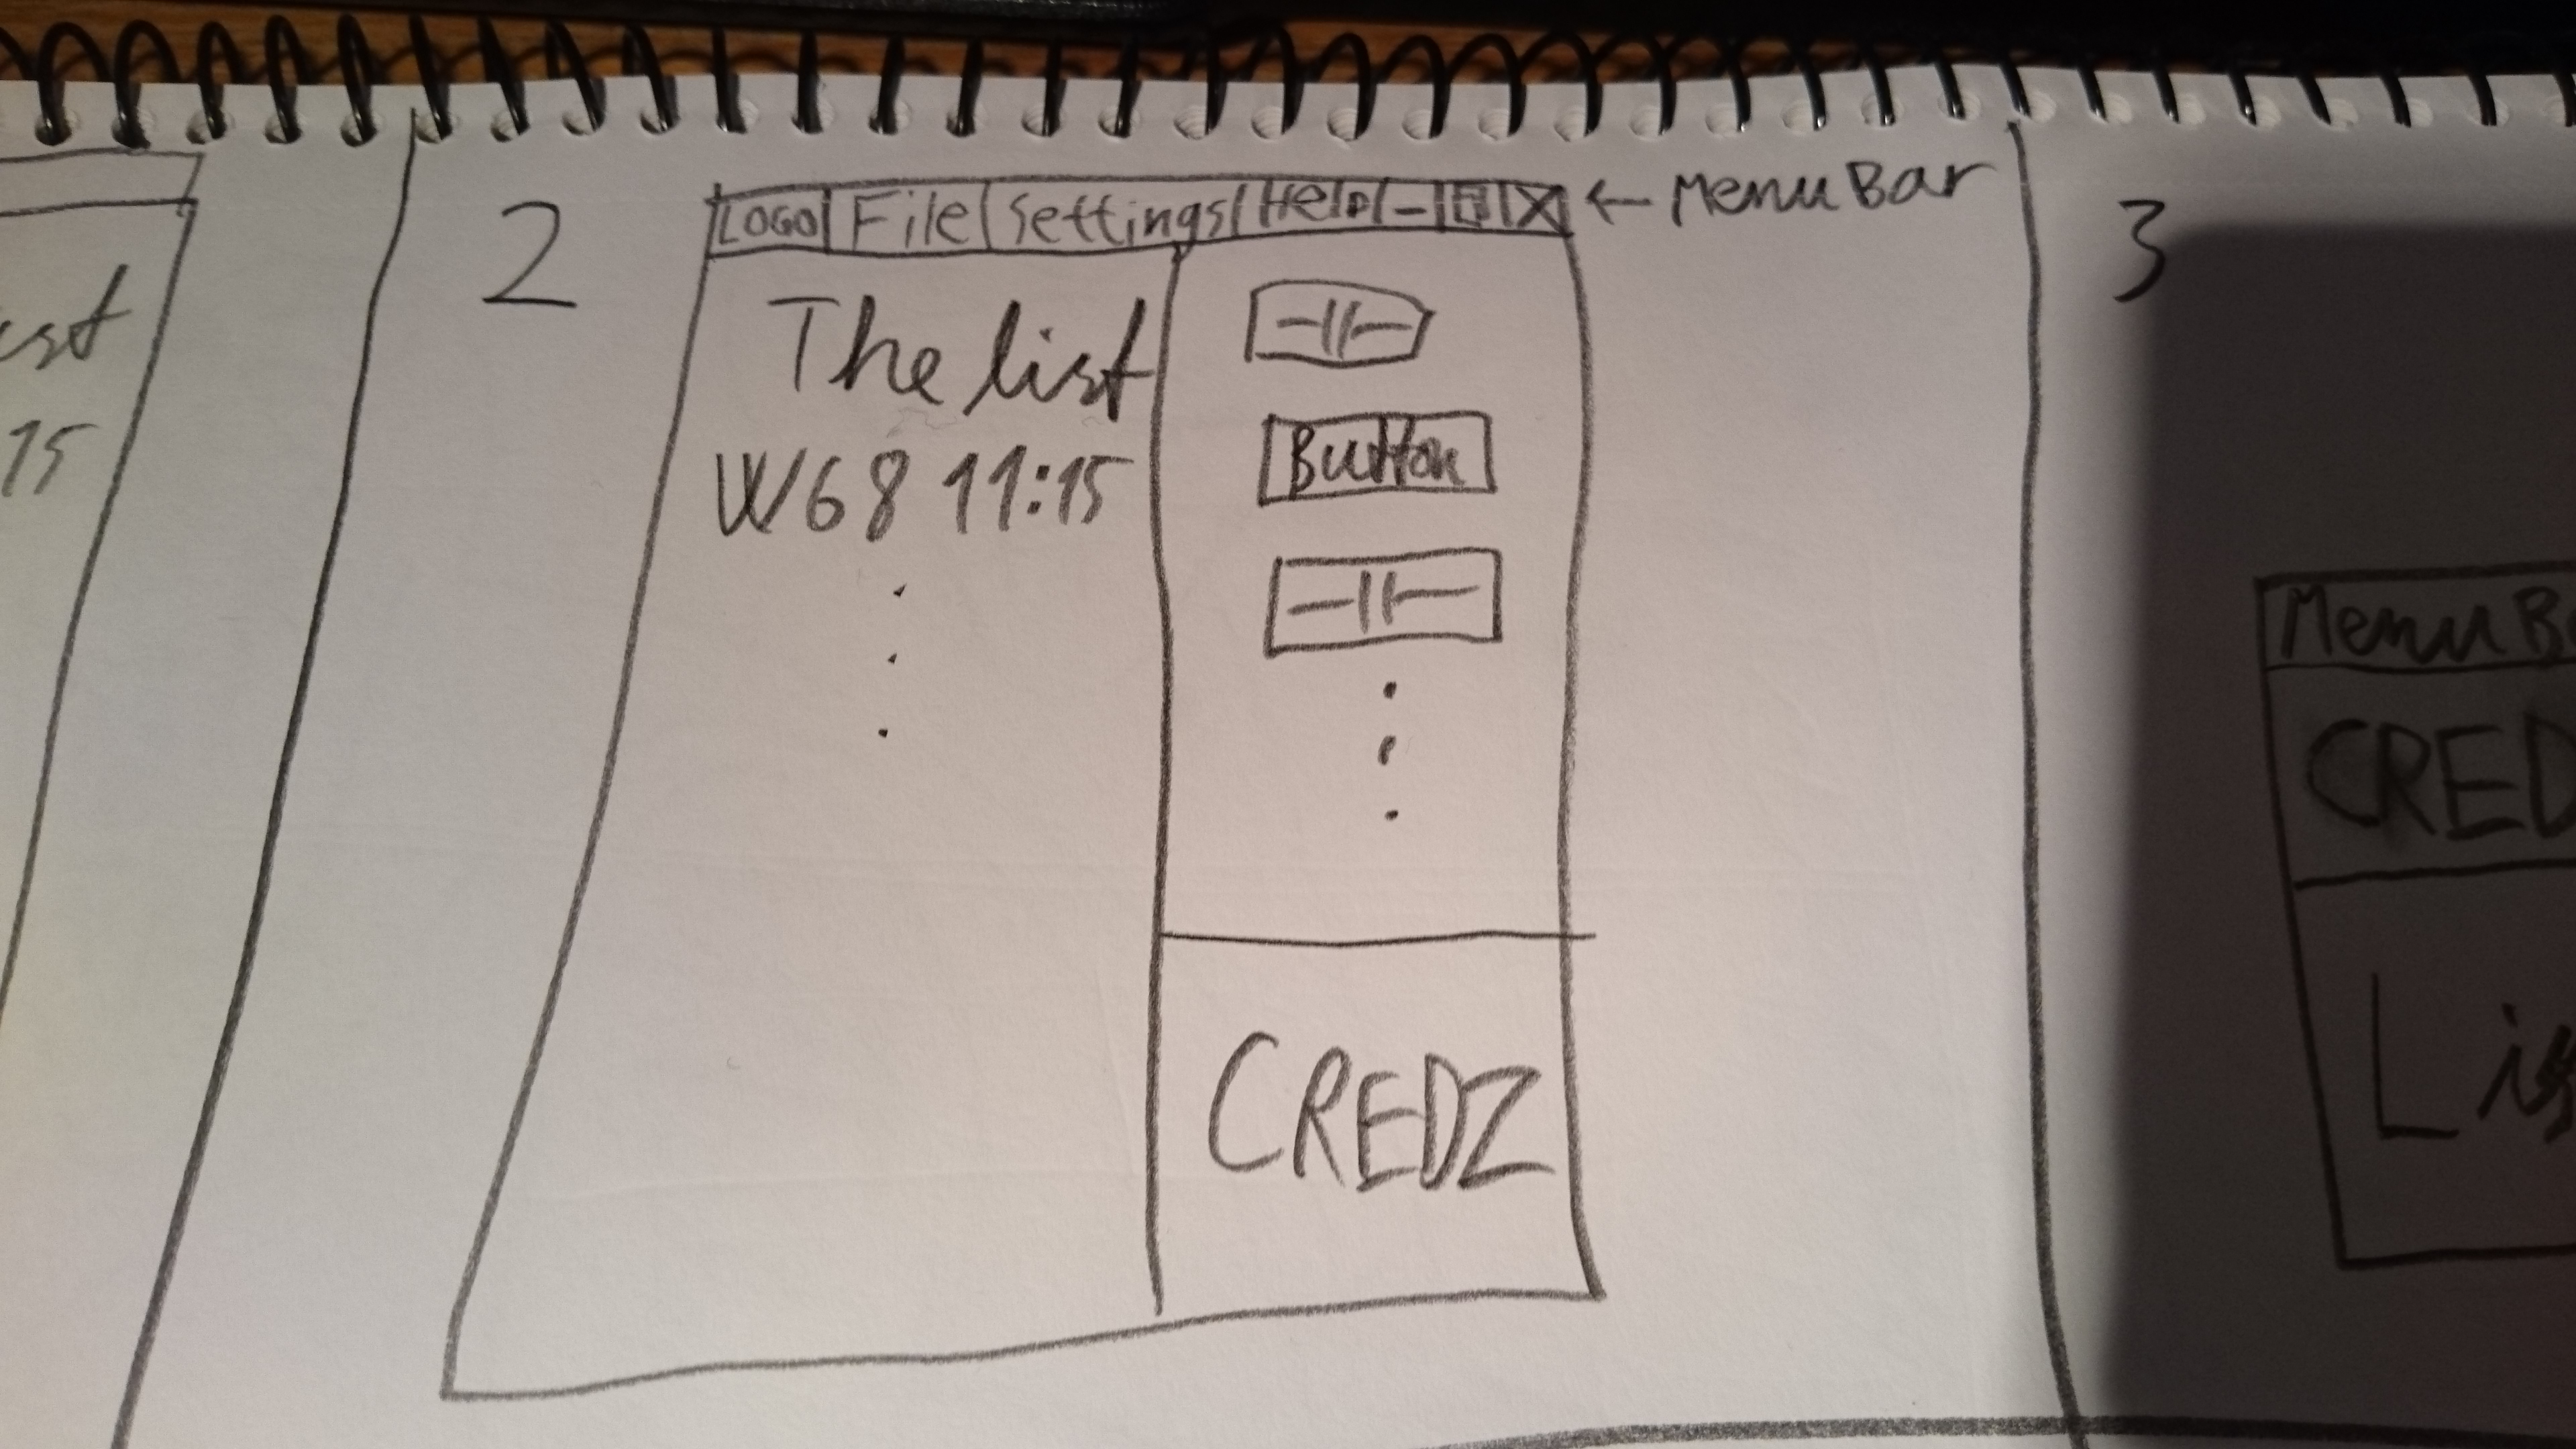 2
LOGO File Settings Help - X ← Menu Bar
The list
W68 11:15
Button
CREDZ
3
Menu B
CRED
Lis
st
15